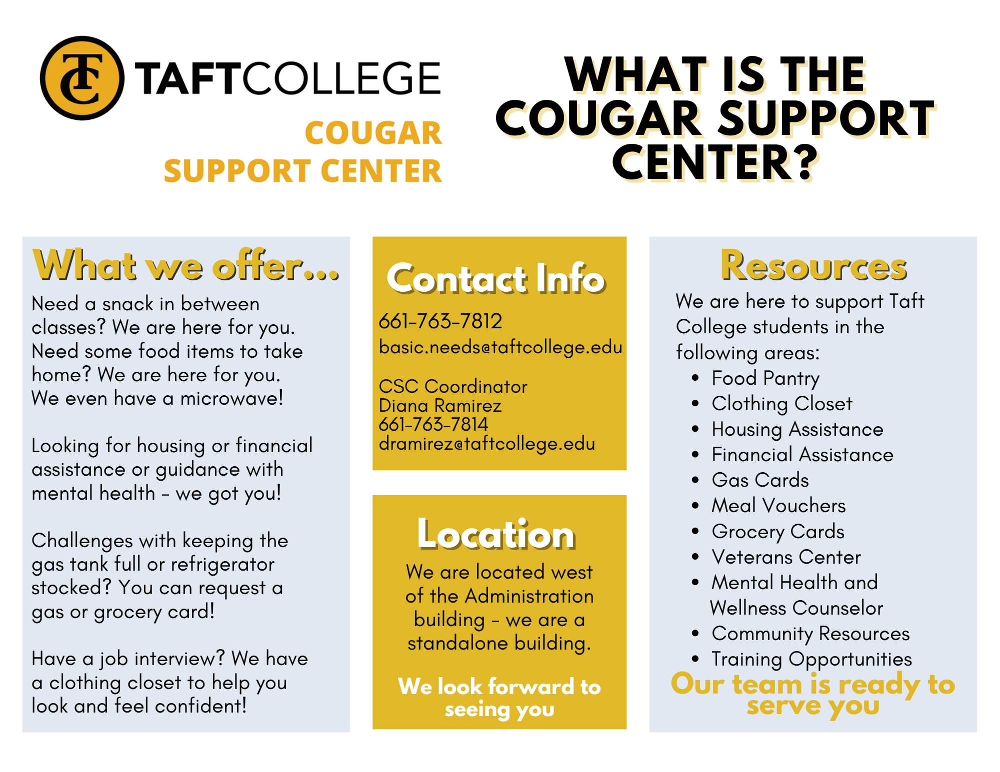 TC
TAFTCOLLEGE
COUGAR
SUPPORT CENTER
WHAT IS THE
COUGAR SUPPORT
CENTER?
What we offer...
Need a snack in between
classes? We are here for you.
Need some food items to take
home? We are here for you.
We even have a microwave!
Looking for housing or financial
assistance or guidance with
mental health - we got you!
Challenges with keeping the
gas tank full or refrigerator
stocked? You can request a
gas or grocery card!
Have a job interview? We have
a clothing closet to help you
look and feel confident!
Contact Info
661-763-7812
basic.needs@taftcollege.edu
CSC Coordinator
Diana Ramirez
661-763-7814
dramirez@taftcollege.edu
Location
We are located west
of the Administration
building - we are a
standalone building.
We look forward to
seeing you
Resources
We are here to support Taft
College students in the
following areas:
• Food Pantry
• Clothing Closet
• Housing Assistance
• Financial Assistance
• Gas Cards
• Meal Vouchers
• Grocery Cards
• Veterans Center
• Mental Health and
Wellness Counselor
• Community Resources
• Training Opportunities
Our team is ready to
serve you